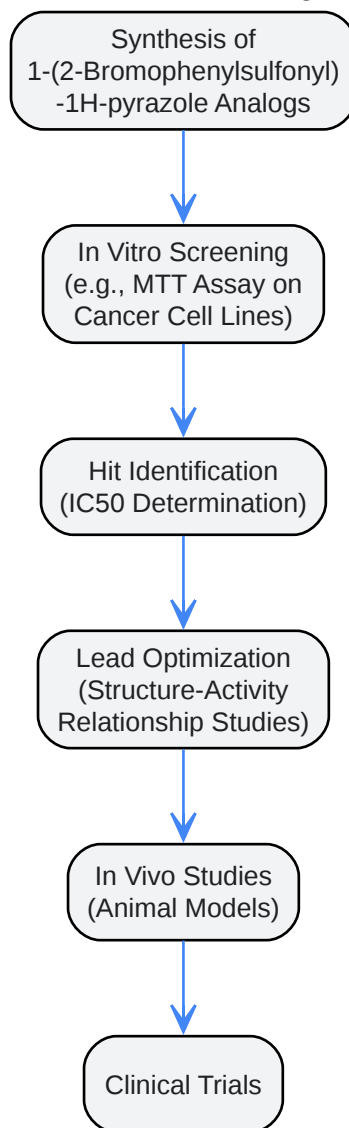 Synthesis of
1-(2-Bromophenylsulfonyl)
-1H-pyrazole Analogs
In Vitro Screening
(e.g., MTT Assay on
Cancer Cell Lines)
Hit Identification
(IC50 Determination)
Lead Optimization
(Structure-Activity
Relationship Studies)
In Vivo Studies
(Animal Models)
Clinical Trials